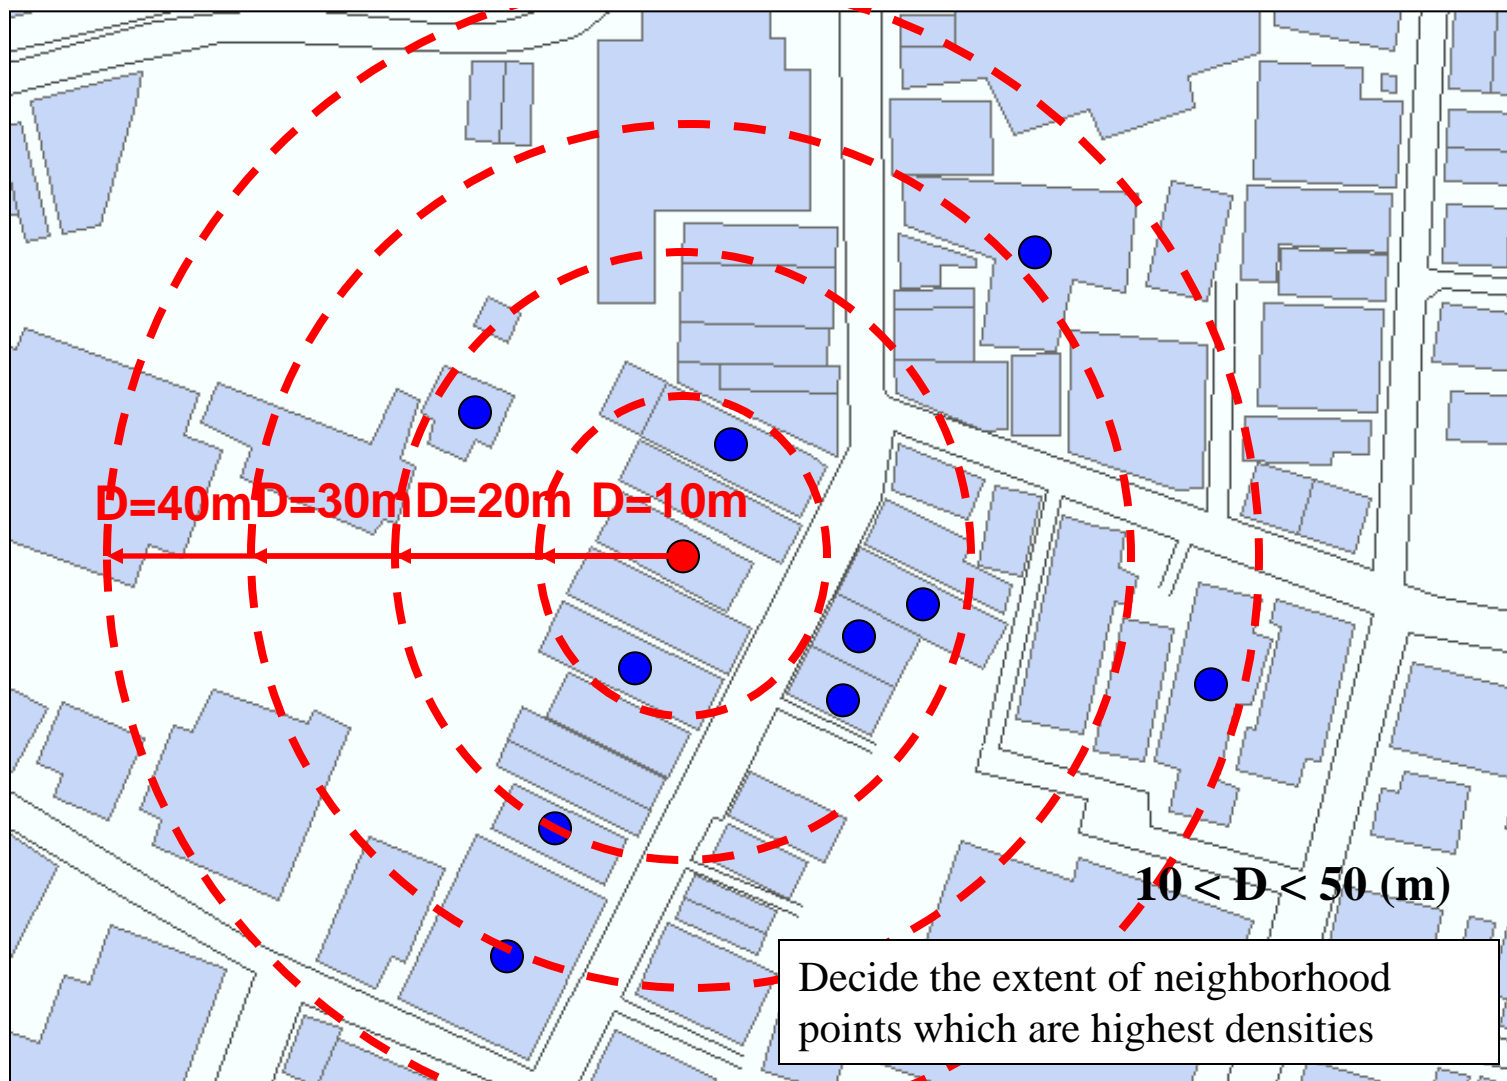 D=40m D=30m D=20m D=10m
10 < D < 50 (m)
Decide the extent of neighborhood
points which are highest densities